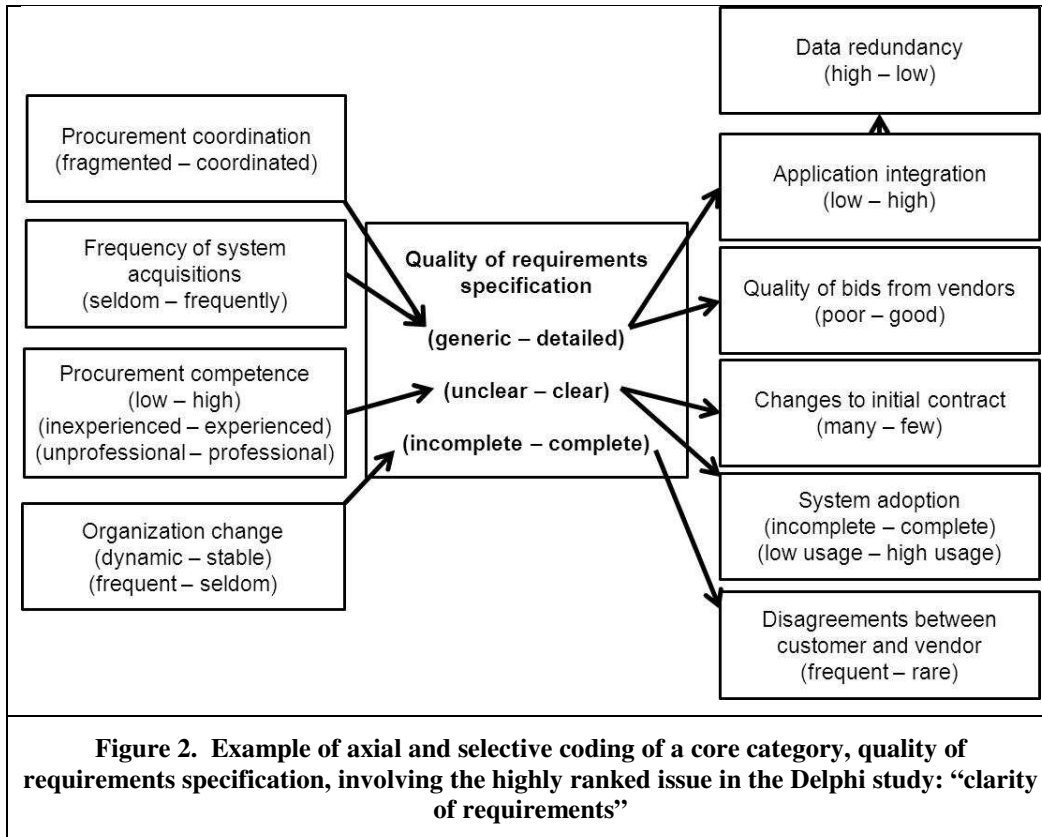 Procurement coordination
(fragmented – coordinated)
Frequency of system
acquisitions
(seldom – frequently)
Procurement competence
(low – high)
(inexperienced – experienced)
(unprofessional – professional)
Organization change
(dynamic – stable)
(frequent – seldom)
Quality of requirements
specification
(generic – detailed)
(unclear – clear)
(incomplete – complete)
Data redundancy
(high – low)
Application integration
(low – high)
Quality of bids from vendors
(poor – good)
Changes to initial contract
(many – few)
System adoption
(incomplete – complete)
(low usage – high usage)
Disagreements between
customer and vendor
(frequent – rare)
Figure 2. Example of axial and selective coding of a core category, quality of
requirements specification, involving the highly ranked issue in the Delphi study: “clarity
of requirements”